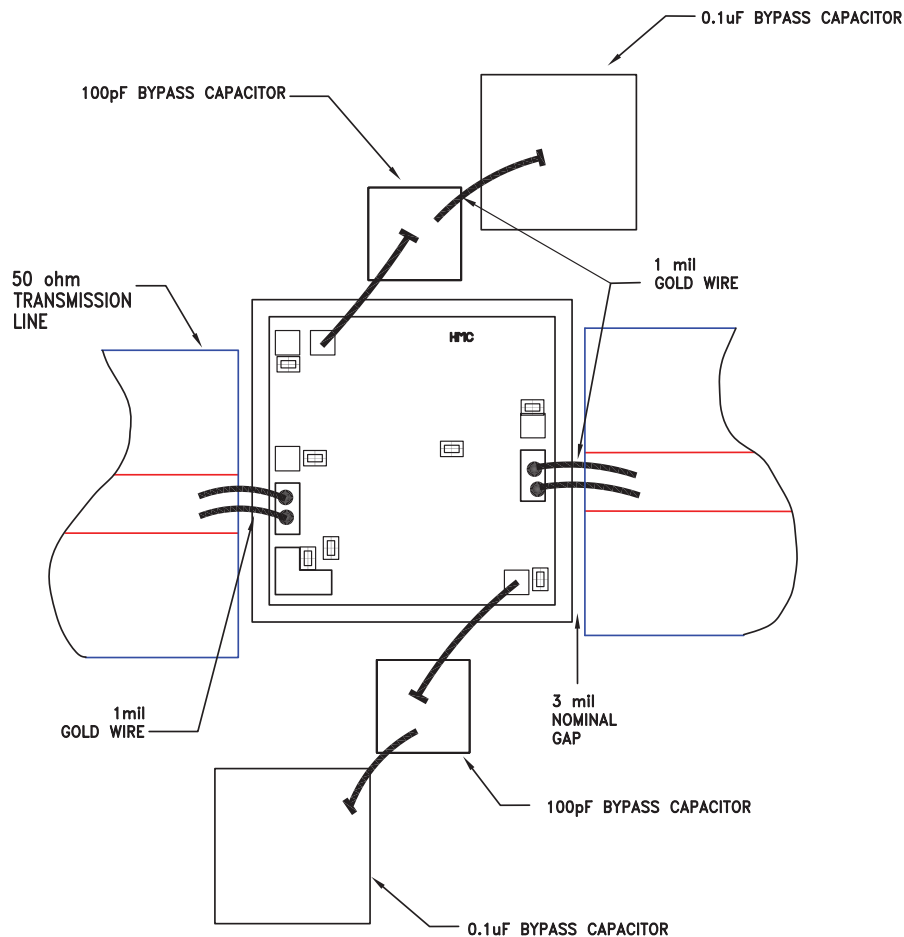 0.1uF BYPASS CAPACITOR
100pF BYPASS CAPACITOR
50 ohm
TRANSMISSION
LINE
1 mil
GOLD WIRE
HMC
1mil
GOLD WIRE
3 mil
NOMINAL
GAP
100pF BYPASS CAPACITOR
0.1uF BYPASS CAPACITOR